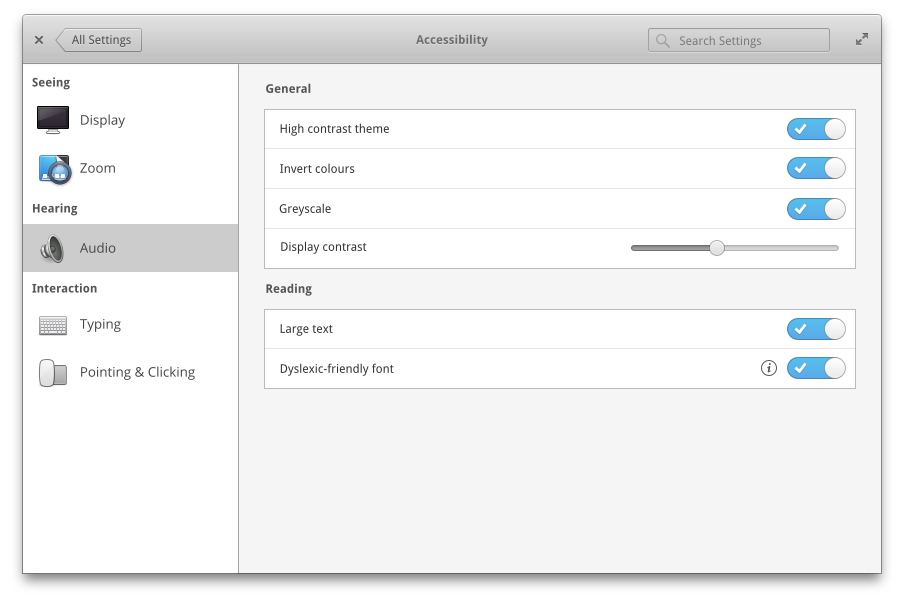 All Settings
Accessibility
Search Settings
Seeing
Display
Zoom
Hearing
Audio
Interaction
Typing
Pointing & Clicking
General
High contrast theme
Invert colours
Greyscale
Display contrast
Reading
Large text
Dyslexic-friendly font